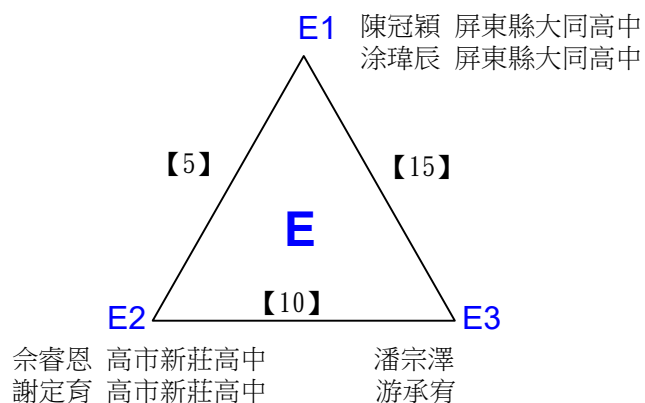 E1 陳冠穎 屏東縣大同高中
涂瑋辰 屏東縣大同高中
【5】 【15】
E
【10】
E2 E3
佘睿恩 高市新莊高中 潘宗澤
謝定育 高市新莊高中 游承宥